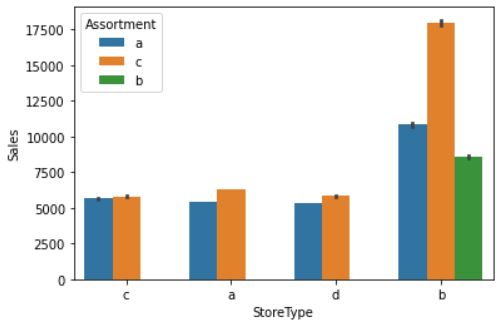 Assortment
a
c
b
17500
15000
12500
10000
7500
5000
2500
0
Sales
c a d b
StoreType